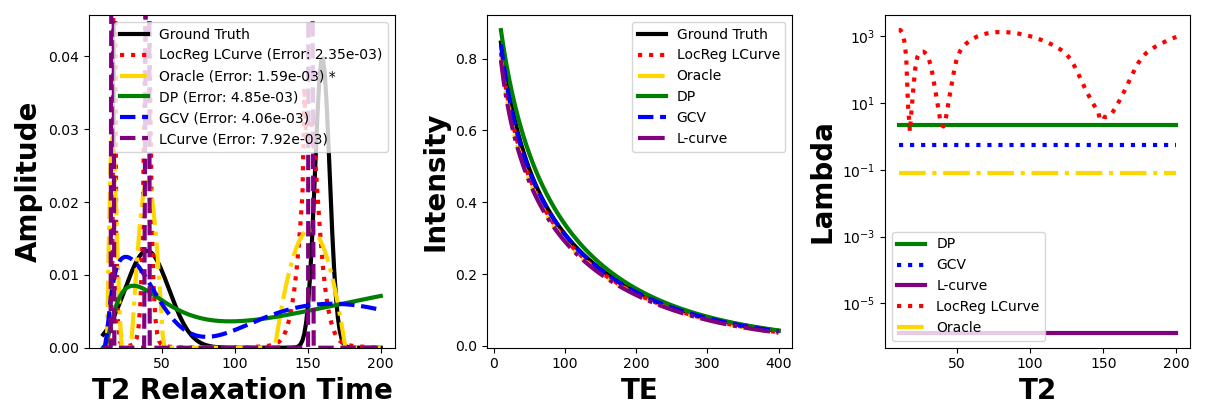 Amplitude
0.04
0.03
0.02
0.01
0.00
50
100
150
200
T2 Relaxation Time
Ground Truth
LocReg LCurve (Error: 2.35e-03)
Oracle (Error: 1.59e-03) *
DP (Error: 4.85e-03)
GCV (Error: 4.06e-03)
LCurve (Error: 7.92e-03)
Intensity
0.8
0.6
0.4
0.2
0.0
0
100
200
300
400
TE
Ground Truth
LocReg LCurve
Oracle
DP
GCV
L-curve
Lambda
10³
10¹
10⁻¹
10⁻³
10⁻⁵
50
100
150
200
T2
DP
GCV
L-curve
LocReg LCurve
Oracle